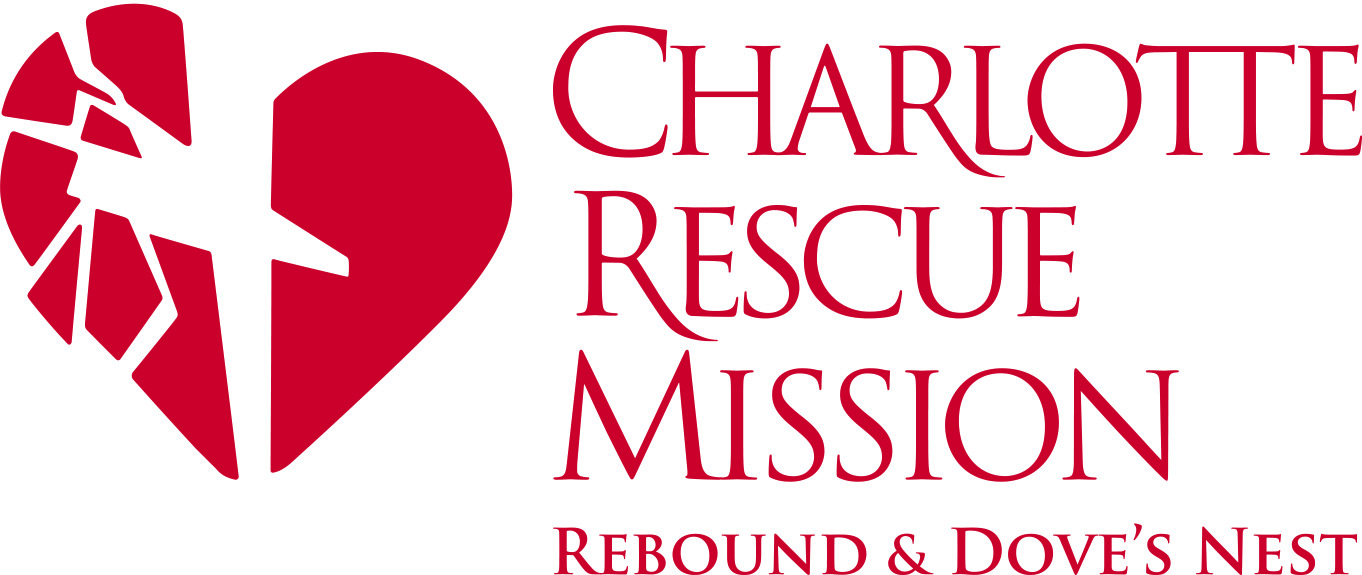 CHARLOTTE
RESCUE
MISSION
REBOUND & DOVE’S NEST